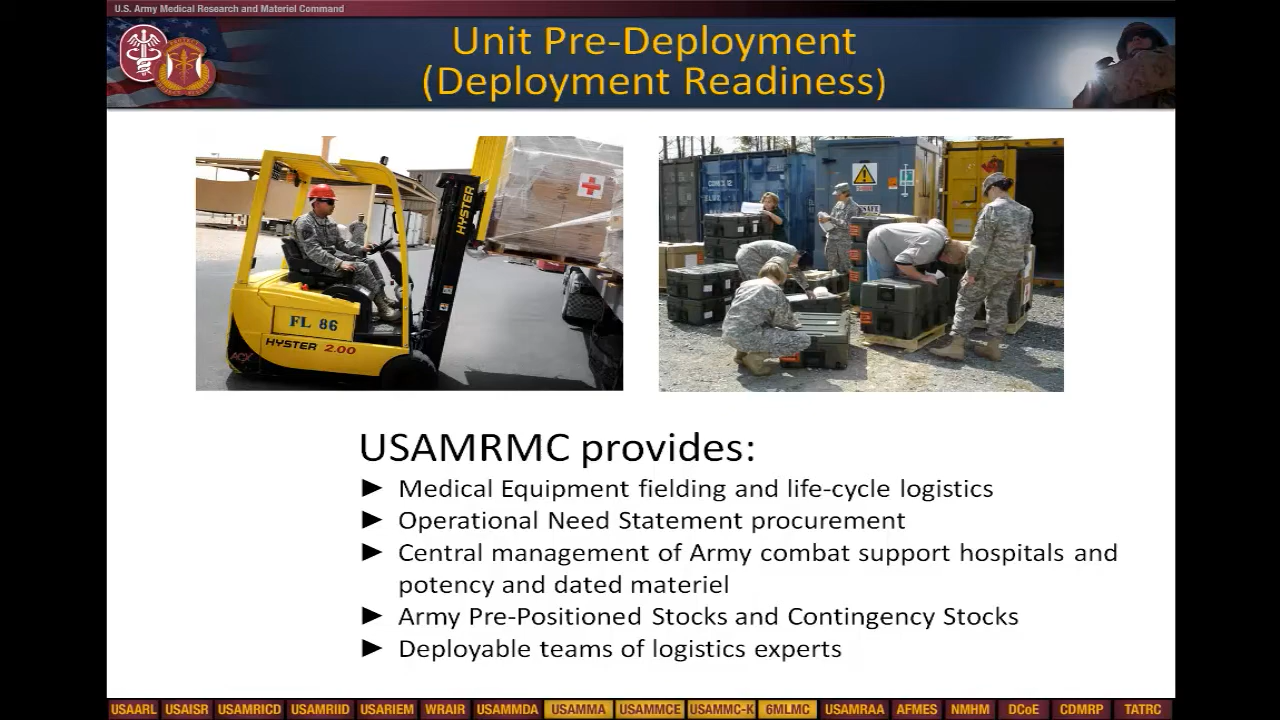 U.S. Army Medical Research and Materiel Command
Unit Pre-Deployment
(Deployment Readiness)
HYSTER
FL 86
HYSTER 2.00
USAMRMC provides:
► Medical Equipment fielding and life-cycle logistics
► Operational Need Statement procurement
► Central management of Army combat support hospitals and
potency and dated materiel
► Army Pre-Positioned Stocks and Contingency Stocks
► Deployable teams of logistics experts
USAARL USAISR USAMRICD USAMRIID USARIEM WRAIR USAMMDA USAMMA USAMMCE USAMMC-K 6MLMC USAMRAA AFMES NMHM DCoE CDMRP TATRC